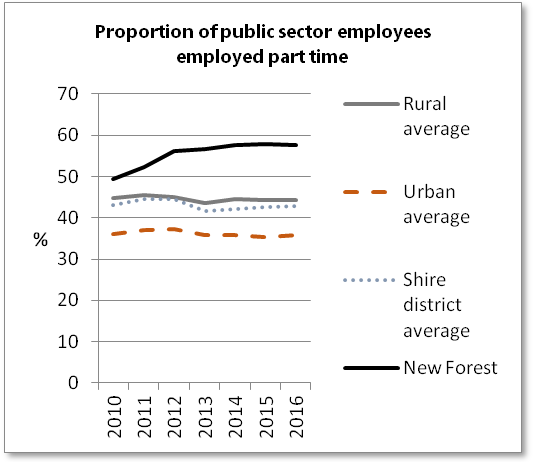 Proportion of public sector employees
employed part time
70
60
50
40
30
20
10
0
%
2010
2011
2012
2013
2014
2015
2016
Rural
average
Urban
average
Shire
district
average
New Forest